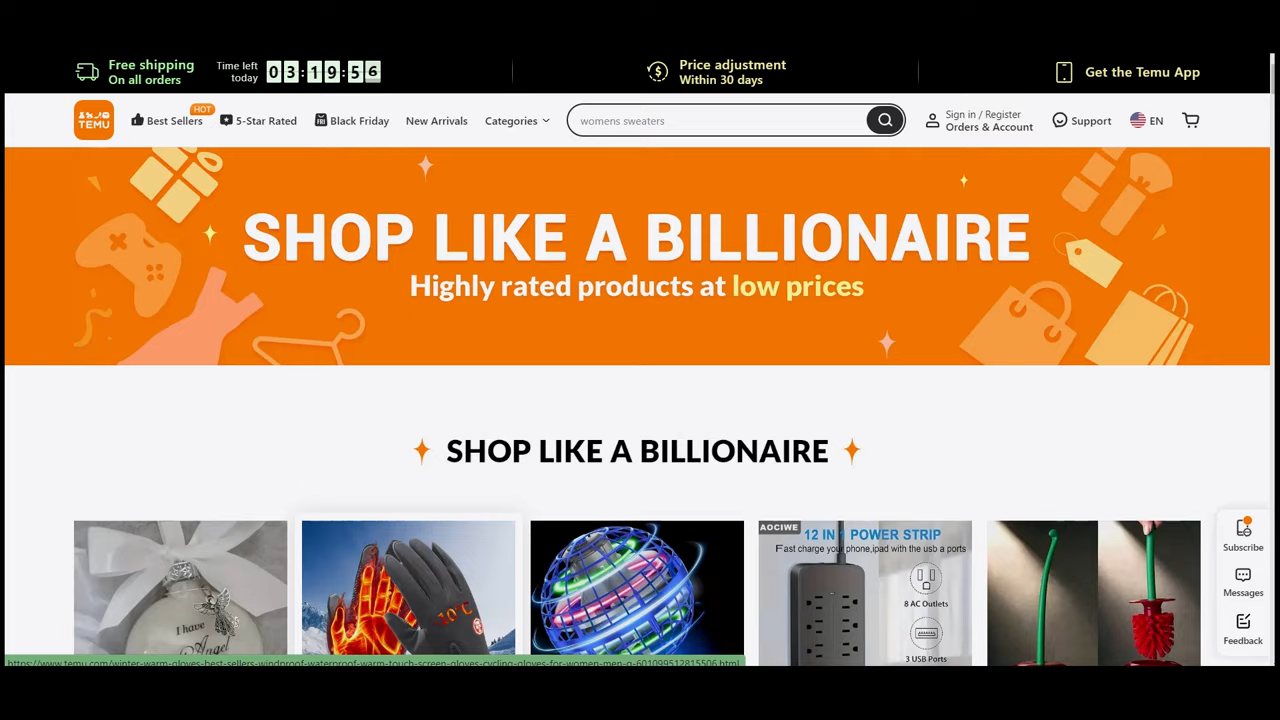 Free shipping
On all orders
Time left
today
03:19:56
Price adjustment
Within 30 days
Get the Temu App
TEMU
Best Sellers
HOT
5-Star Rated
FRI
Black Friday
New Arrivals
Categories
womens sweaters
Sign in / Register
Orders & Account
Support
EN
SHOP LIKE A BILLIONAIRE
Highly rated products at low prices
SHOP LIKE A BILLIONAIRE
I have
Angel
-10°C
AOCIWE
12 IN 1 POWER STRIP
Fast charge your phone,ipad with the usb a ports
8 AC Outlets
3 USB Ports
Subscribe
Messages
Feedback
https://www.temu.com/winter-warm-gloves-best-sellers-windproof-waterproof-warm-touch-screen-gloves-cycling-gloves-for-women-men-g-601099512815506.html